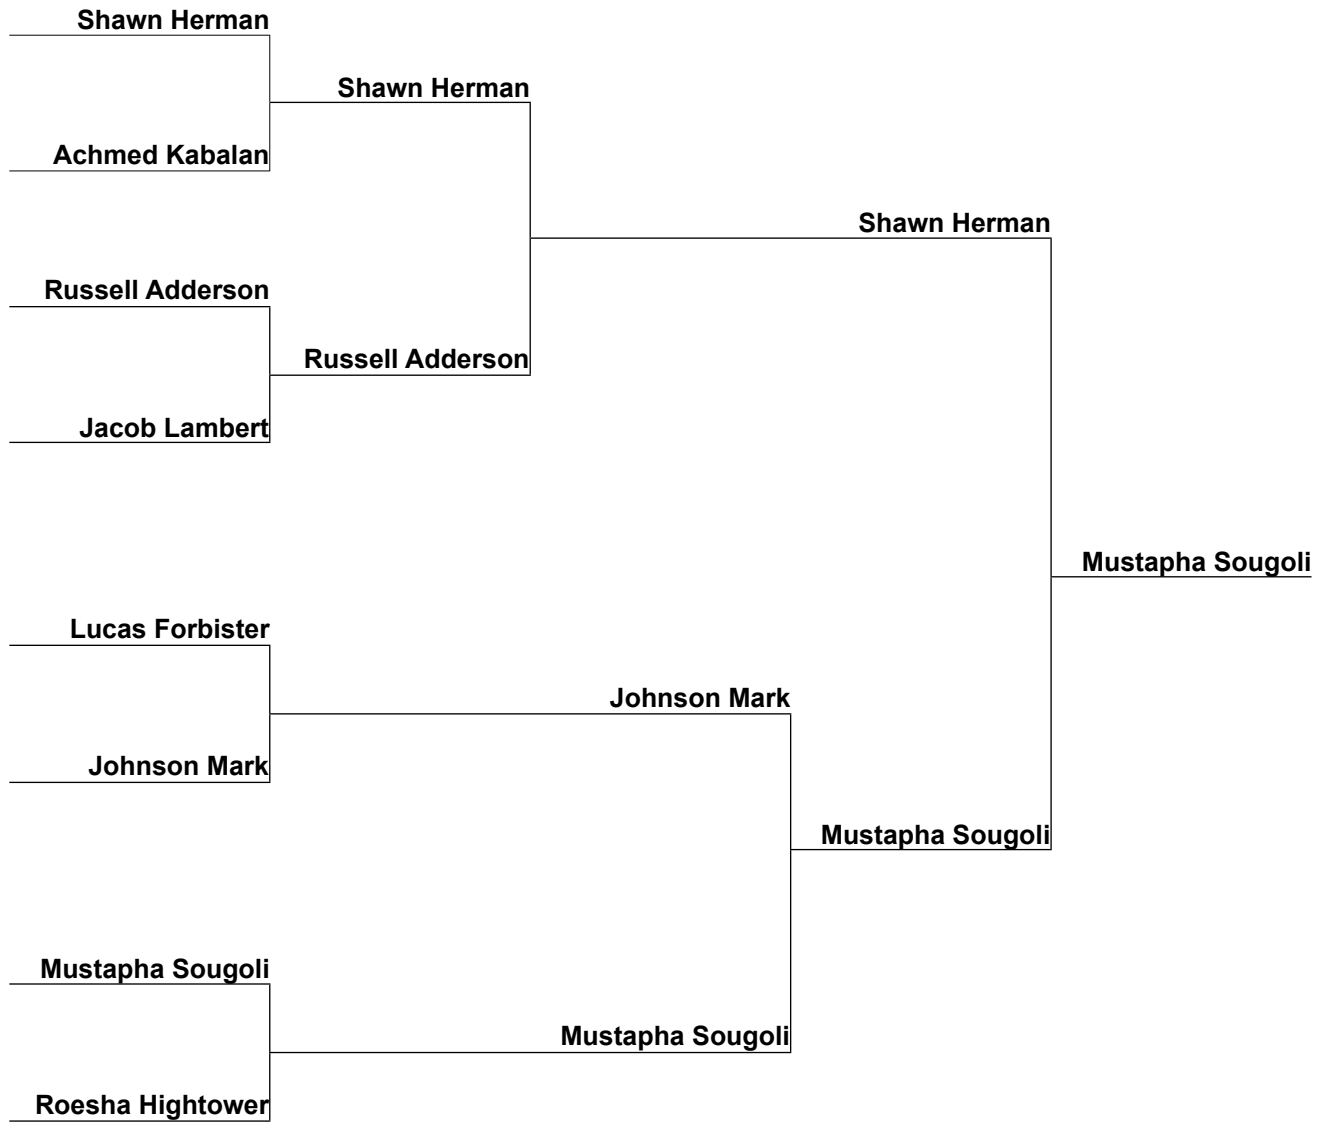 Shawn Herman
Shawn Herman
Achmed Kabalan
Shawn Herman
Russell Adderson
Russell Adderson
Jacob Lambert
Mustapha Sougoli
Lucas Forbister
Johnson Mark
Johnson Mark
Mustapha Sougoli
Mustapha Sougoli
Mustapha Sougoli
Roesha Hightower